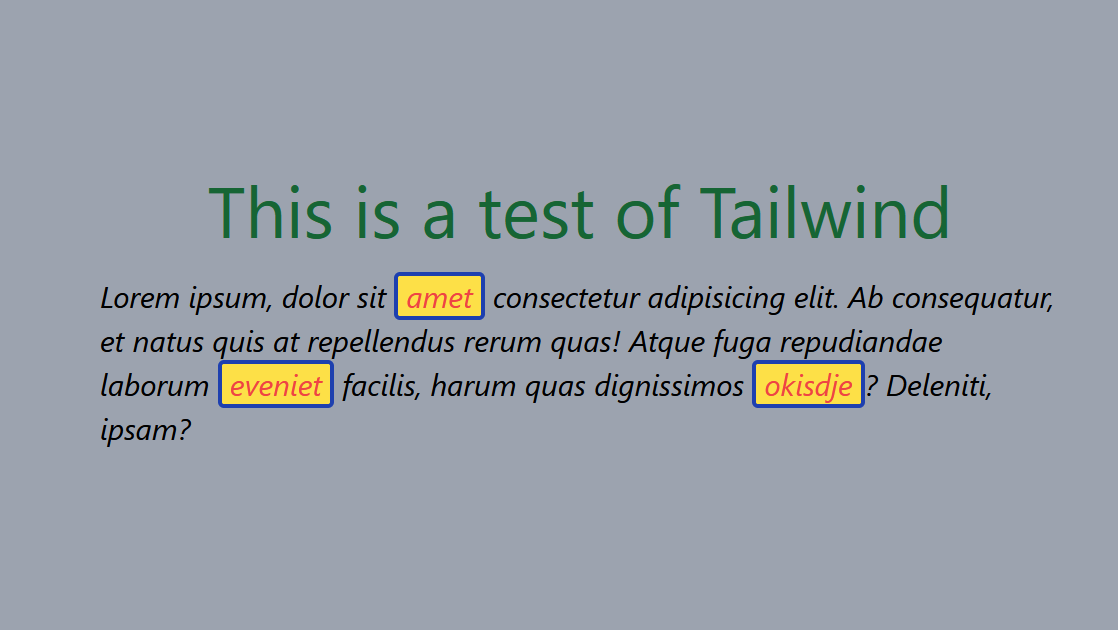 This is a test of Tailwind
Lorem ipsum, dolor sit amet consectetur adipisicing elit. Ab consequatur,
et natus quis at repellendus rerum quas! Atque fuga repudiandae
laborum eveniet facilis, harum quas dignissimos okisdje? Deleniti,
ipsam?